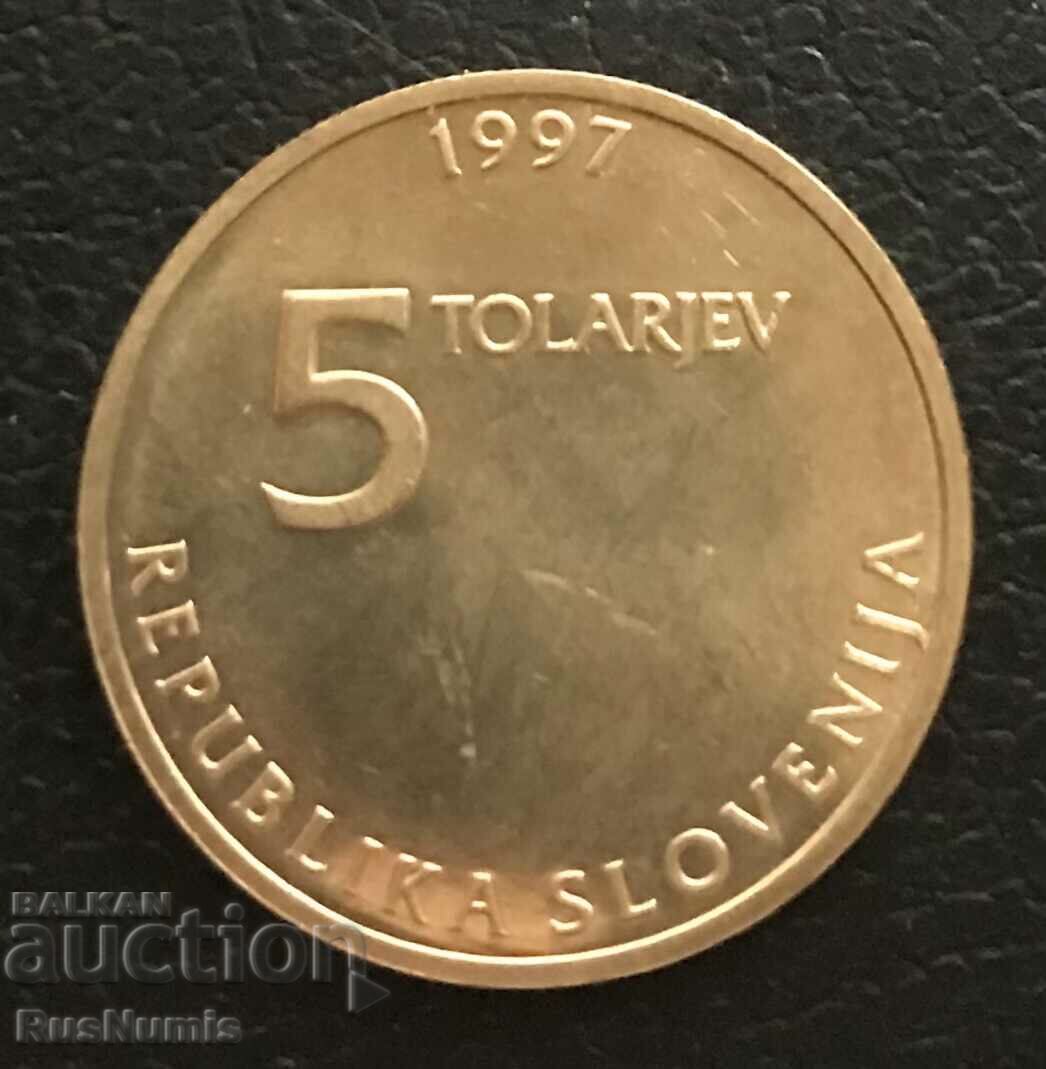 1997
5 TOLARJEV
REPUBLIKA SLOVENIJA
BALKAN
auction
RusNumis